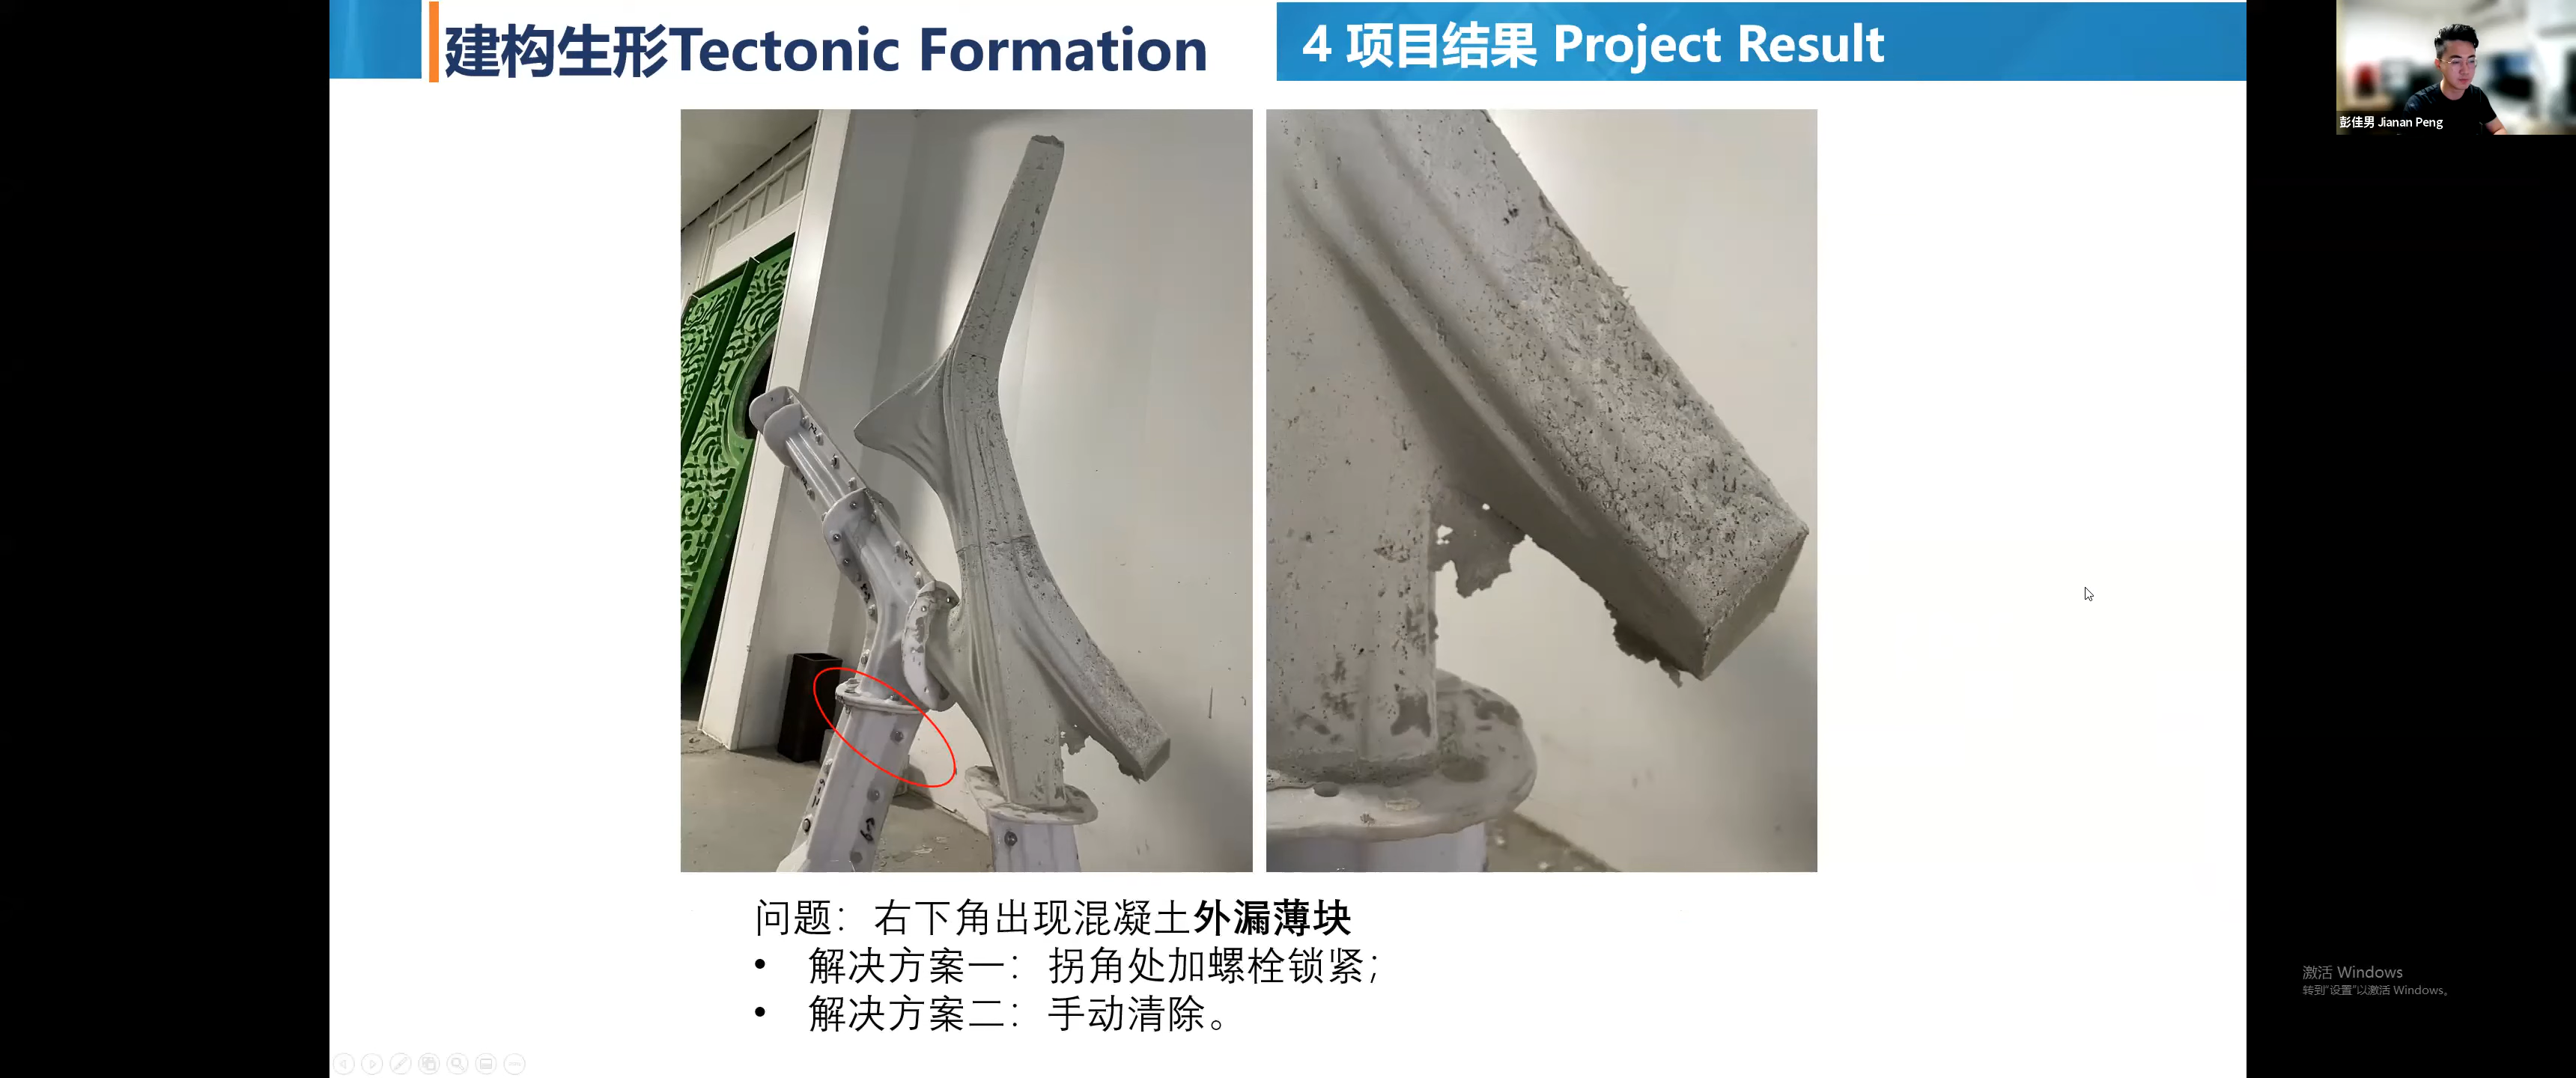 建构生形Tectonic Formation
4 项目结果 Project Result
彭佳男 Jianan Peng
问题：右下角出现混凝土外漏薄块
• 解决方案一：拐角处加螺栓锁紧；
• 解决方案二：手动清除。
激活 Windows
转到"设置"以激活 Windows。